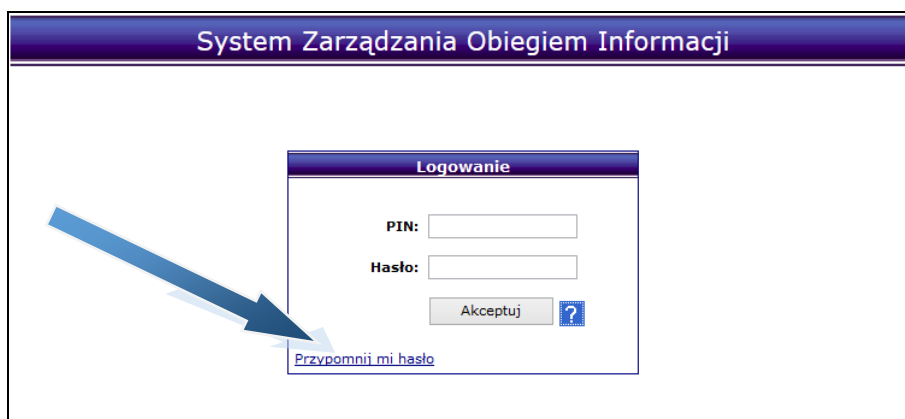 System Zarządzania Obiegiem Informacji
Logowanie
PIN:
Hasło:
Akceptuj
?
Przypomnij mi hasło